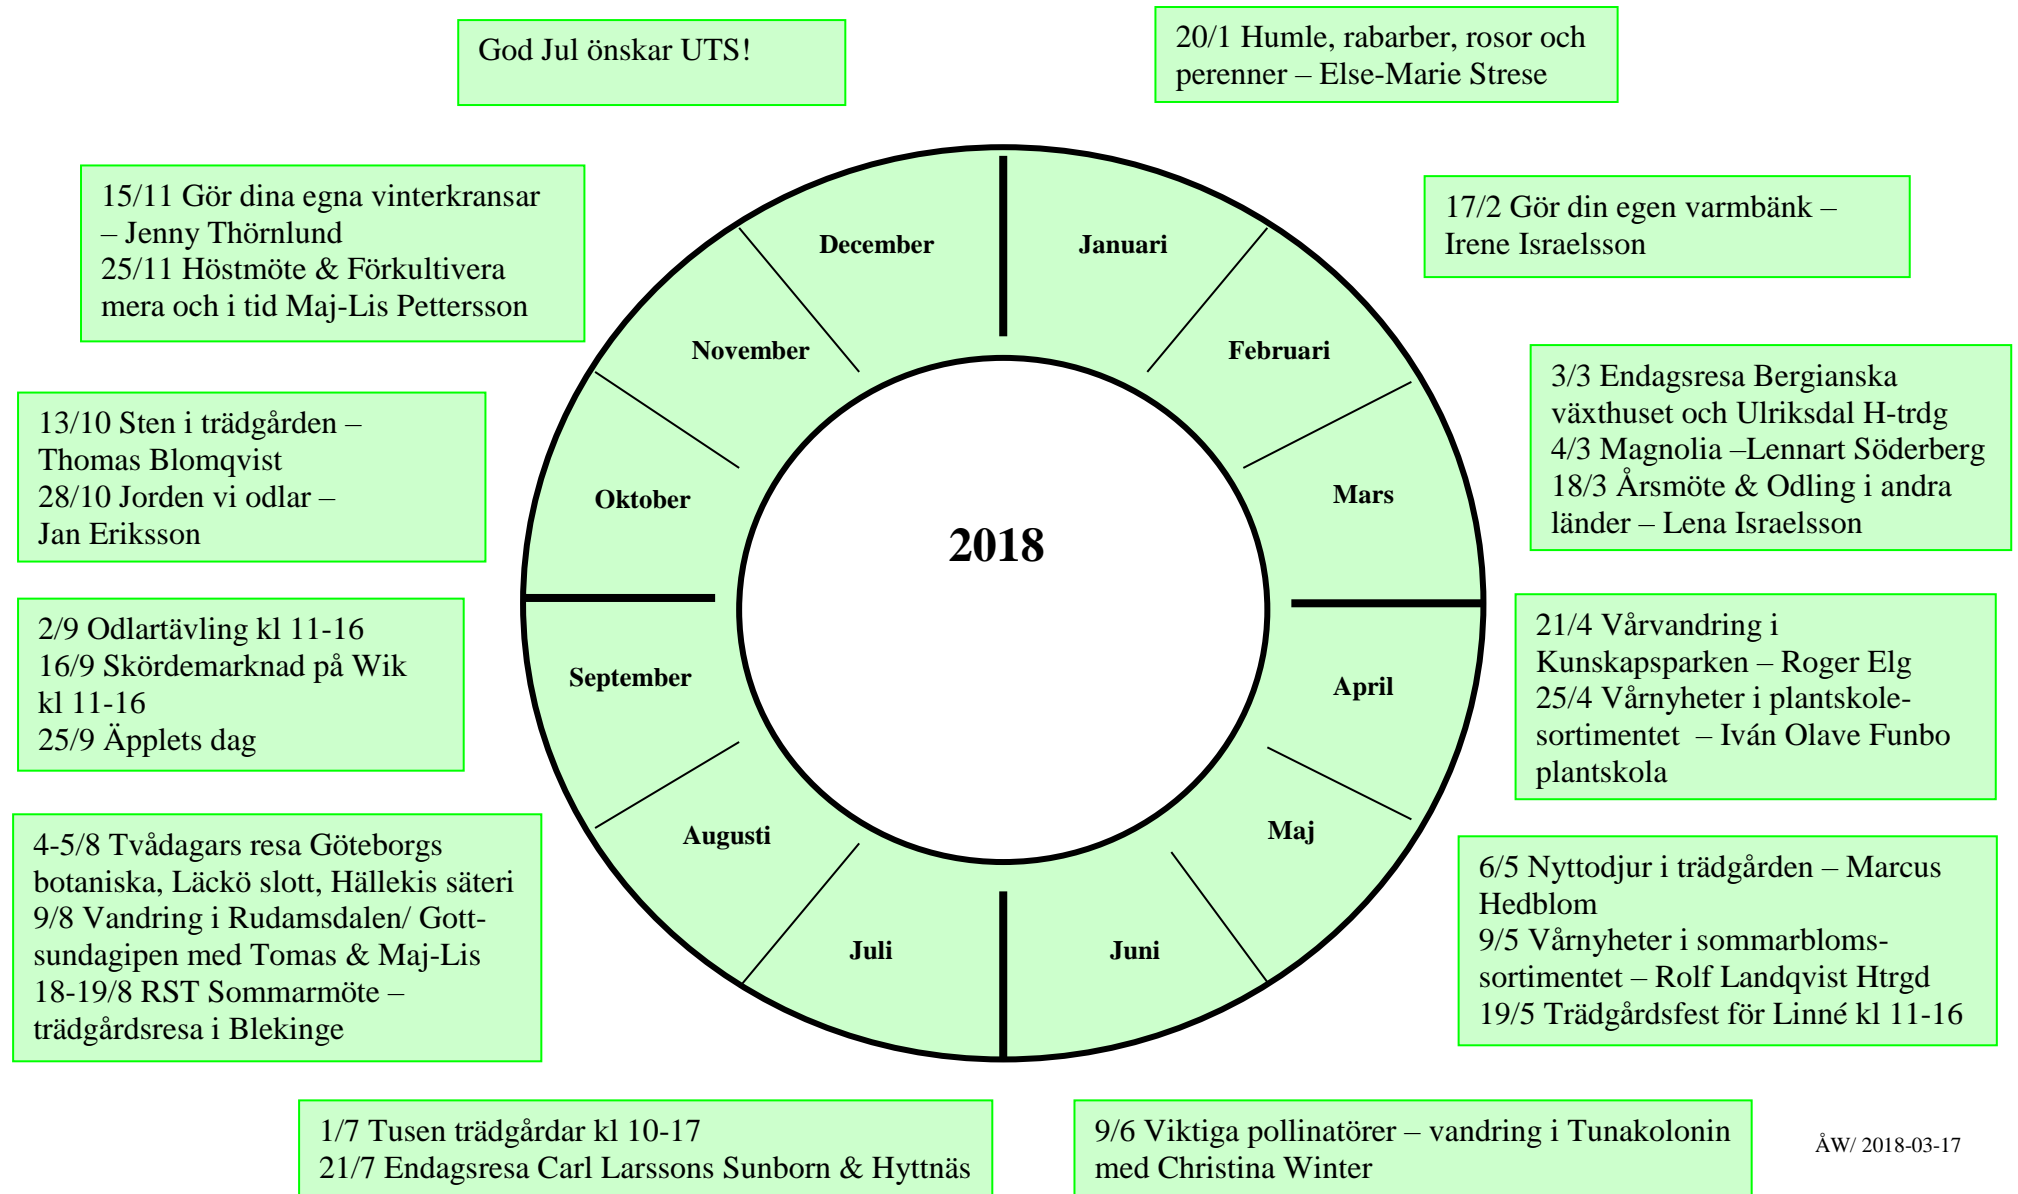 God Jul önskar UTS!
20/1 Humle, rabarber, rosor och
perenner – Else-Marie Strese
15/11 Gör dina egna vinterkransar
– Jenny Thörnlund
25/11 Höstmöte & Förkultivera
mera och i tid Maj-Lis Pettersson
17/2 Gör din egen varmbänk –
Irene Israelsson
December
Januari
November
Februari
3/3 Endagsresa Bergianska
växthuset och Ulriksdal H-trdg
4/3 Magnolia –Lennart Söderberg
18/3 Årsmöte & Odling i andra
länder – Lena Israelsson
13/10 Sten i trädgården –
Thomas Blomqvist
28/10 Jorden vi odlar –
Jan Eriksson
Oktober
Mars
2018
2/9 Odlartävling kl 11-16
16/9 Skördemarknad på Wik
kl 11-16
25/9 Äpplets dag
September
April
21/4 Vårvandring i
Kunskapsparken – Roger Elg
25/4 Vårnyheter i plantskole-
sortimentet – Iván Olave Funbo
plantskola
4-5/8 Tvådagars resa Göteborgs
botaniska, Läckö slott, Hällekis säteri
9/8 Vandring i Rudamsdalen/ Gott-
sundagipen med Tomas & Maj-Lis
18-19/8 RST Sommarmöte –
trädgårdsresa i Blekinge
Augusti
Maj
Juli
Juni
6/5 Nyttodjur i trädgården – Marcus
Hedblom
9/5 Vårnyheter i sommarbloms-
sortimentet – Rolf Landqvist Htrgd
19/5 Trädgårdsfest för Linné kl 11-16
1/7 Tusen trädgårdar kl 10-17
21/7 Endagsresa Carl Larssons Sunborn & Hyttnäs
9/6 Viktiga pollinatörer – vandring i Tunakolonin
med Christina Winter
ÅW/ 2018-03-17